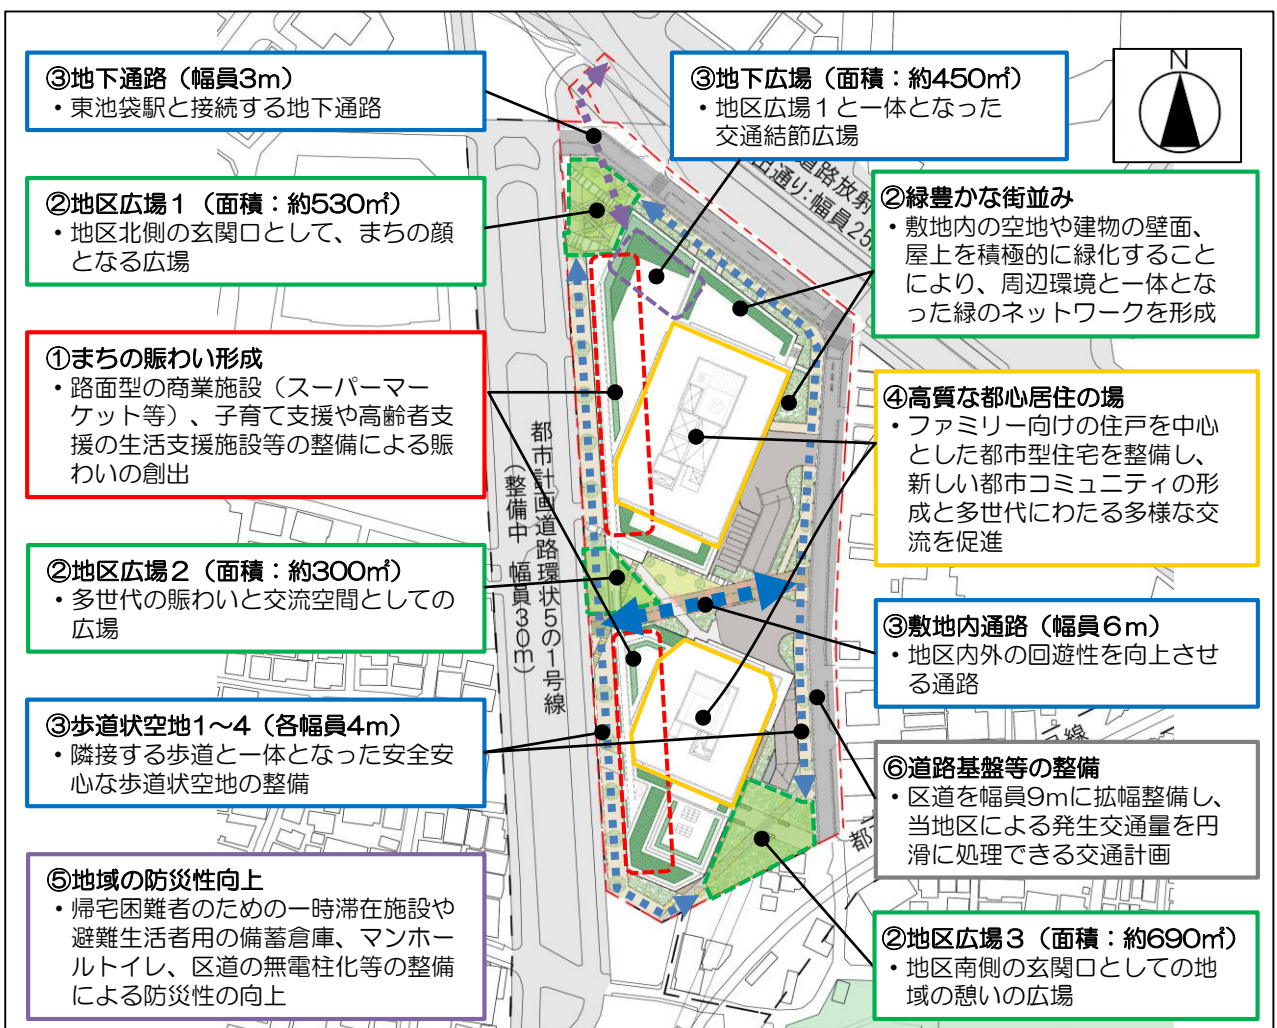 ③地下通路（幅員3m）
・東池袋駅と接続する地下通路
③地下広場（面積：約450㎡）
・地区広場1と一体となった
交通結節広場
N
②地区広場1（面積：約530㎡）
・地区北側の玄関口として、まちの顔
となる広場
②緑豊かな街並み
・敷地内の空地や建物の壁面、
屋上を積極的に緑化すること
により、周辺環境と一体とな
った緑のネットワークを形成
①まちの賑わい形成
・路面型の商業施設（スーパーマー
ケット等）、子育て支援や高齢者支
援の生活支援施設等の整備による賑
わいの創出
④高質な都心居住の場
・ファミリー向けの住戸を中心
とした都市型住宅を整備し、
新しい都市コミュニティの形
成と多世代にわたる多様な交
流を促進
②地区広場2（面積：約300㎡）
・多世代の賑わいと交流空間としての
広場
③敷地内通路（幅員6m）
・地区内外の回遊性を向上させ
る通路
③歩道状空地1～4（各幅員4m）
・隣接する歩道と一体となった安全安
心な歩道状空地の整備
⑥道路基盤等の整備
・区道を幅員9mに拡幅整備し、
当地区による発生交通量を円
滑に処理できる交通計画
⑤地域の防災性向上
・帰宅困難者のための一時滞在施設や
避難生活者用の備蓄倉庫、マンホー
ルトイレ、区道の無電柱化等の整備
による防災性の向上
②地区広場3（面積：約690㎡）
・地区南側の玄関口としての地
域の憩いの広場
都市計画道路環状5の1号線
（整備中　幅員30m）
道路放射
出通り：幅員25
都
線